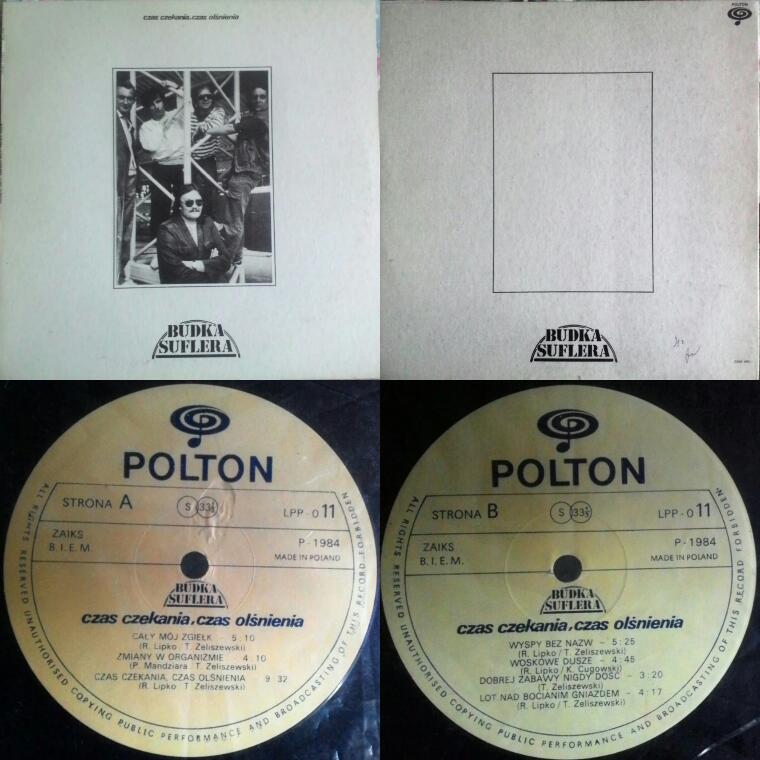 czas czekania, czas olśnienia
BUDKA
SUFLERA
POLTON
BUDKA
SUFLERA
POLTON
STRONA A
S 33⅓
LPP-011
ZAIKS
B.I.E.M.
P-1984
MADE IN POLAND
BUDKA
SUFLERA
czas czekania, czas olśnienia
CAŁY MÓJ ZGIEŁK - 5:10
(R. Lipko T. Zeliszewski)
ZMIANY W ORGANIZMIE - 4:10
(P. Mandziara T. Zeliszewski)
CZAS CZEKANIA, CZAS OLŚNIENIA 9 32
(R. Lipko T. Zeliszewski)
ALL RIGHTS RESERVED UNAUTHORISED COPYING PUBLIC PERFORMANCE AND BROADCASTING OF THIS RECORD FORBIDDEN
POLTON
STRONA B
S 33⅓
LPP-011
ZAIKS
B.I.E.M.
P-1984
MADE IN POLAND
BUDKA
SUFLERA
czas czekania, czas olśnienia
WYSPY BEZ NAZW - 5:25
(R. Lipko / T. Zeliszewski)
WOSKOWE DUSZE - 4:45
(R. Lipko / K. Cugowski)
DOBREJ ZABAWY NIGDY DOŚĆ - 3:20
(T. Zeliszewski)
LOT NAD BOCIANIM GNIAZDEM - 4:17
(R. Lipko / T. Zeliszewski)
ALL RIGHTS RESERVED UNAUTHORISED COPYING PUBLIC PERFORMANCE AND BROADCASTING OF THIS RECORD FORBIDDEN